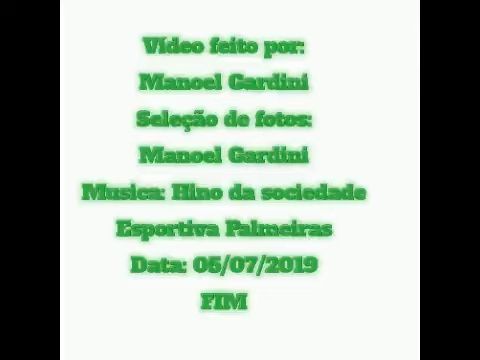 Vídeo feito por:
Manoel Gardini
Seleção de fotos:
Manoel Gardini
Musica: Hino da sociedade
Esportiva Palmeiras
Data: 06/07/2019
FIM